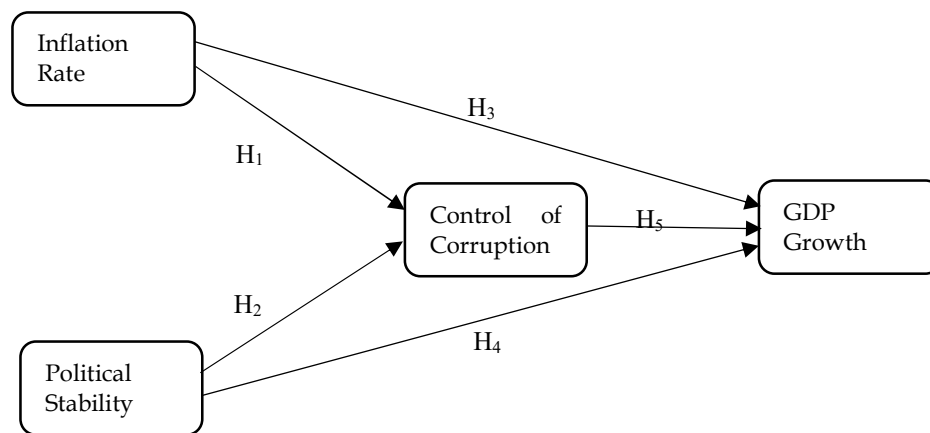 Inflation
Rate
H₃
H₁
Control of
Corruption
H₅
GDP
Growth
H₂
H₄
Political
Stability